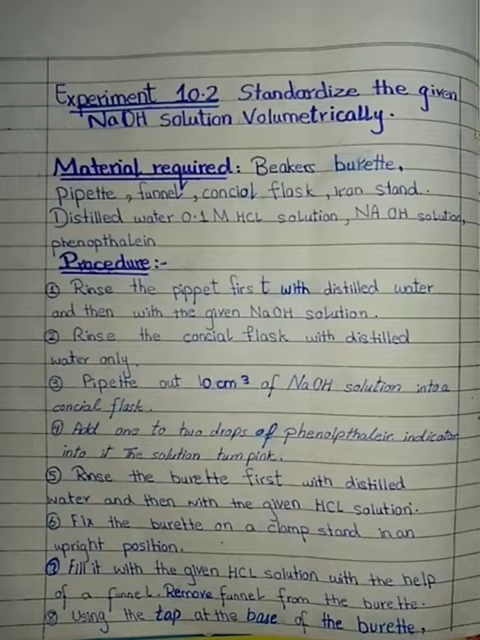 Experiment 10.2 Standardize the given
NaOH Solution Volumetrically.
Material required: Beakers burette,
pipette, funnel, concial flask, iron stand.
Distilled water 0.1 M HCL solution, NA OH solution,
phenopthalein
Procedure:-
① Rinse the pippet first with distilled water
and then with the given NaOH solution.
② Rinse the concial flask with distilled
water only.
③ Pipette out 10 cm³ of NaOH solution into a
concial flask.
④ Add one to two drops of phenolpthaleic indicator
into it The solution turn pink.
⑤ Rinse the burette first with distilled
water and then with the given HCL solution.
⑥ Fix the burette on a clamp stand in an
upright position.
⑦ Fill it with the given HCL solution with the help
of a funnel. Remove funnel from the burette.
⑧ Using the tap at the base of the burette,